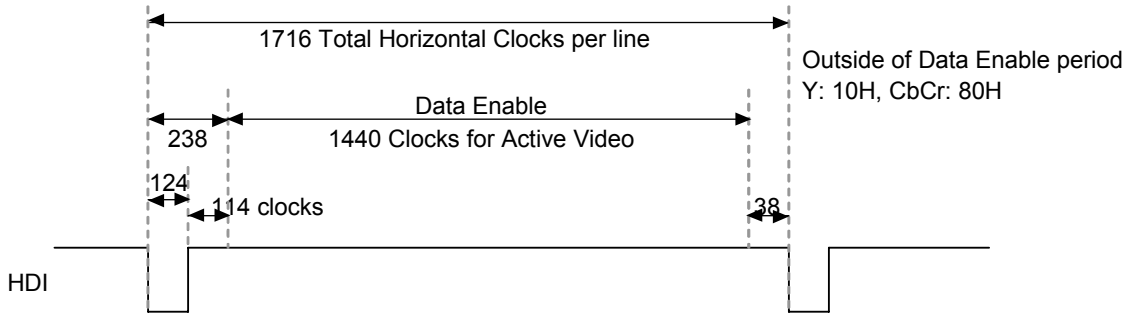 1716 Total Horizontal Clocks per line
Outside of Data Enable period
Y: 10H, CbCr: 80H
Data Enable
238
1440 Clocks for Active Video
124
114 clocks
38
HDI